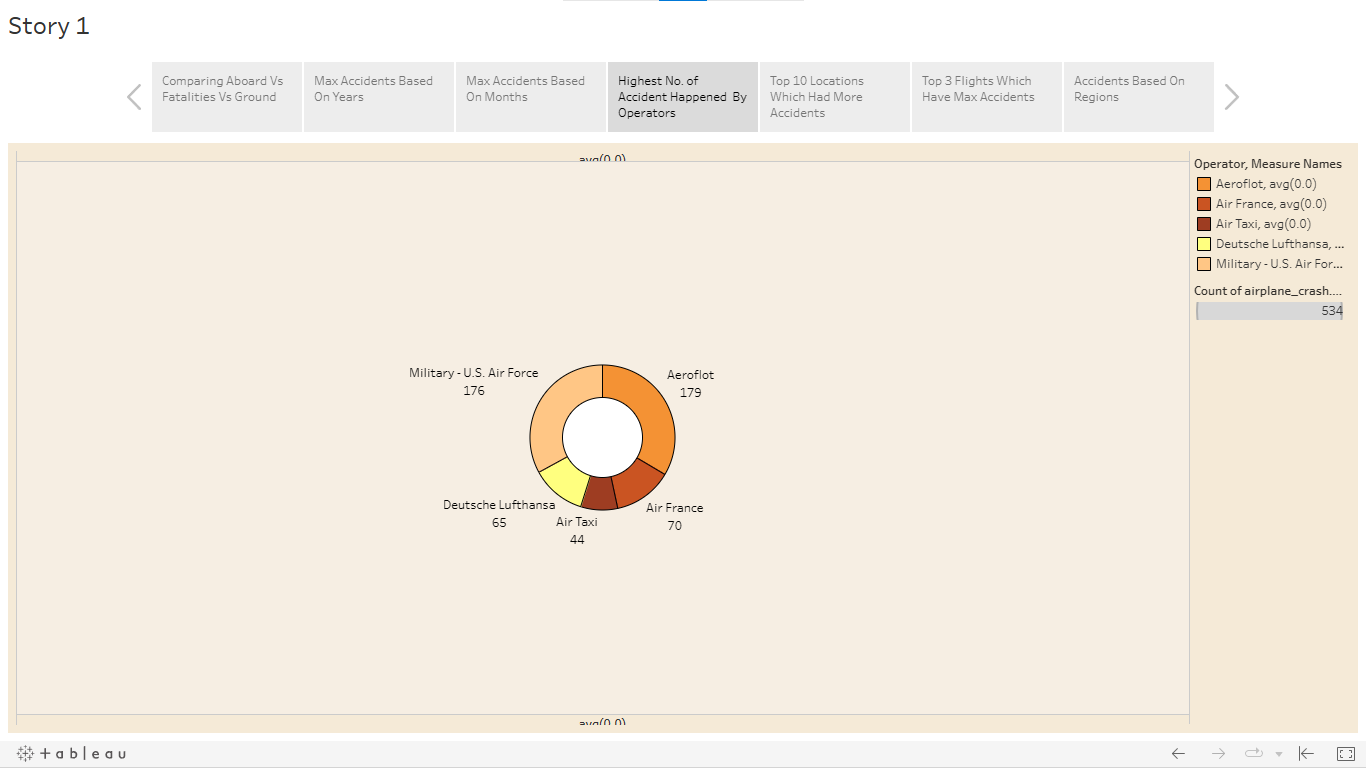 Story 1
Comparing Aboard Vs
Fatalities Vs Ground
Max Accidents Based
On Years
Max Accidents Based
On Months
Highest No. of
Accident Happened By
Operators
Top 10 Locations
Which Had More
Accidents
Top 3 Flights Which
Have Max Accidents
Accidents Based On
Regions
avg(0.0)
Military - U.S. Air Force
176
Aeroflot
179
Deutsche Lufthansa
65
Air Taxi
44
Air France
70
avg(0.0)
Operator, Measure Names
Aeroflot, avg(0.0)
Air France, avg(0.0)
Air Taxi, avg(0.0)
Deutsche Lufthansa, ...
Military - U.S. Air For...
Count of airplane_crash....
534
+ableau